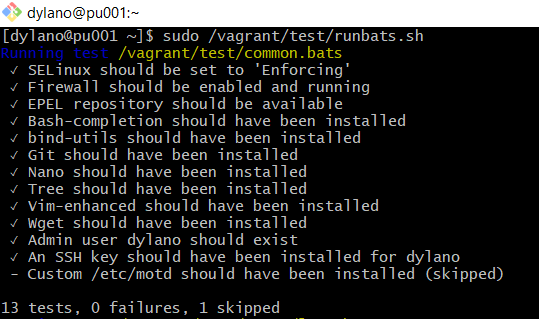 dylano@pu001:~
[dylano@pu001 ~]$ sudo /vagrant/test/runbats.sh
Running test /vagrant/test/common.bats
✓ SELinux should be set to 'Enforcing'
✓ Firewall should be enabled and running
✓ EPEL repository should be available
✓ Bash-completion should have been installed
✓ bind-utils should have been installed
✓ Git should have been installed
✓ Nano should have been installed
✓ Tree should have been installed
✓ Vim-enhanced should have been installed
✓ Wget should have been installed
✓ Admin user dylano should exist
✓ An SSH key should have been installed for dylano
- Custom /etc/motd should have been installed (skipped)
13 tests, 0 failures, 1 skipped